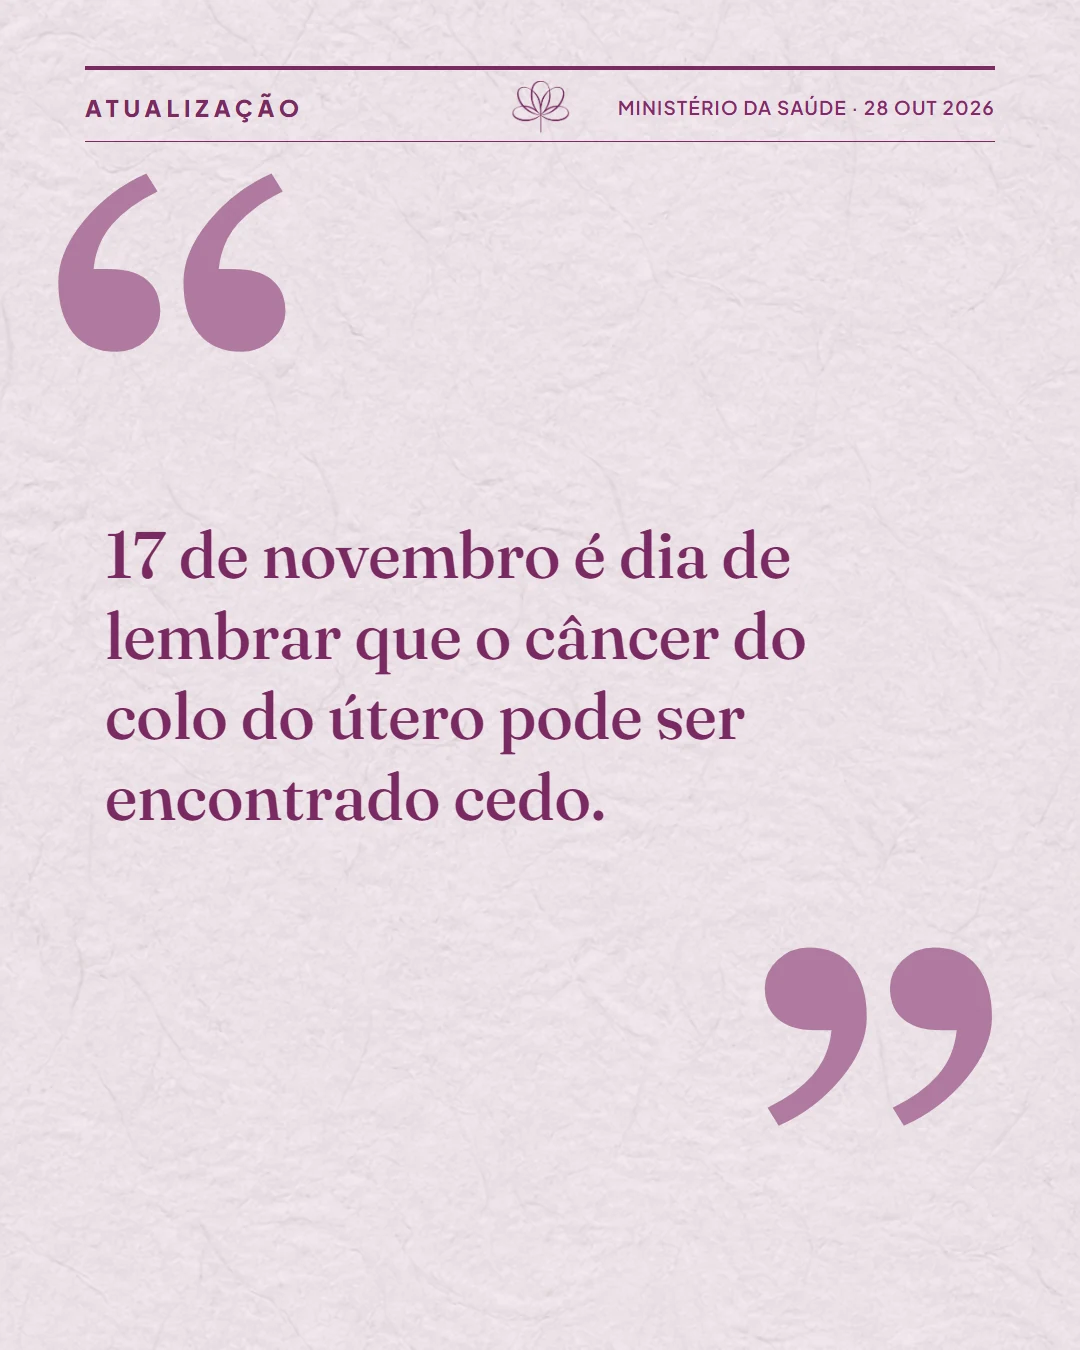 ATUALIZAÇÃO
MINISTÉRIO DA SAÚDE · 28 OUT 2026
“
17 de novembro é dia de
lembrar que o câncer do
colo do útero pode ser
encontrado cedo.
”